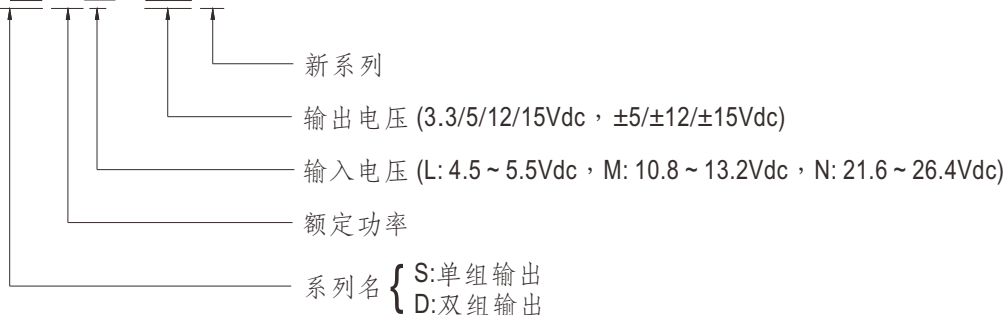 新系列
输出电压 (3.3/5/12/15Vdc，±5/±12/±15Vdc)
输入电压 (L: 4.5 ~ 5.5Vdc，M: 10.8 ~ 13.2Vdc，N: 21.6 ~ 26.4Vdc)
额定功率
系列名 { S:单组输出
D:双组输出